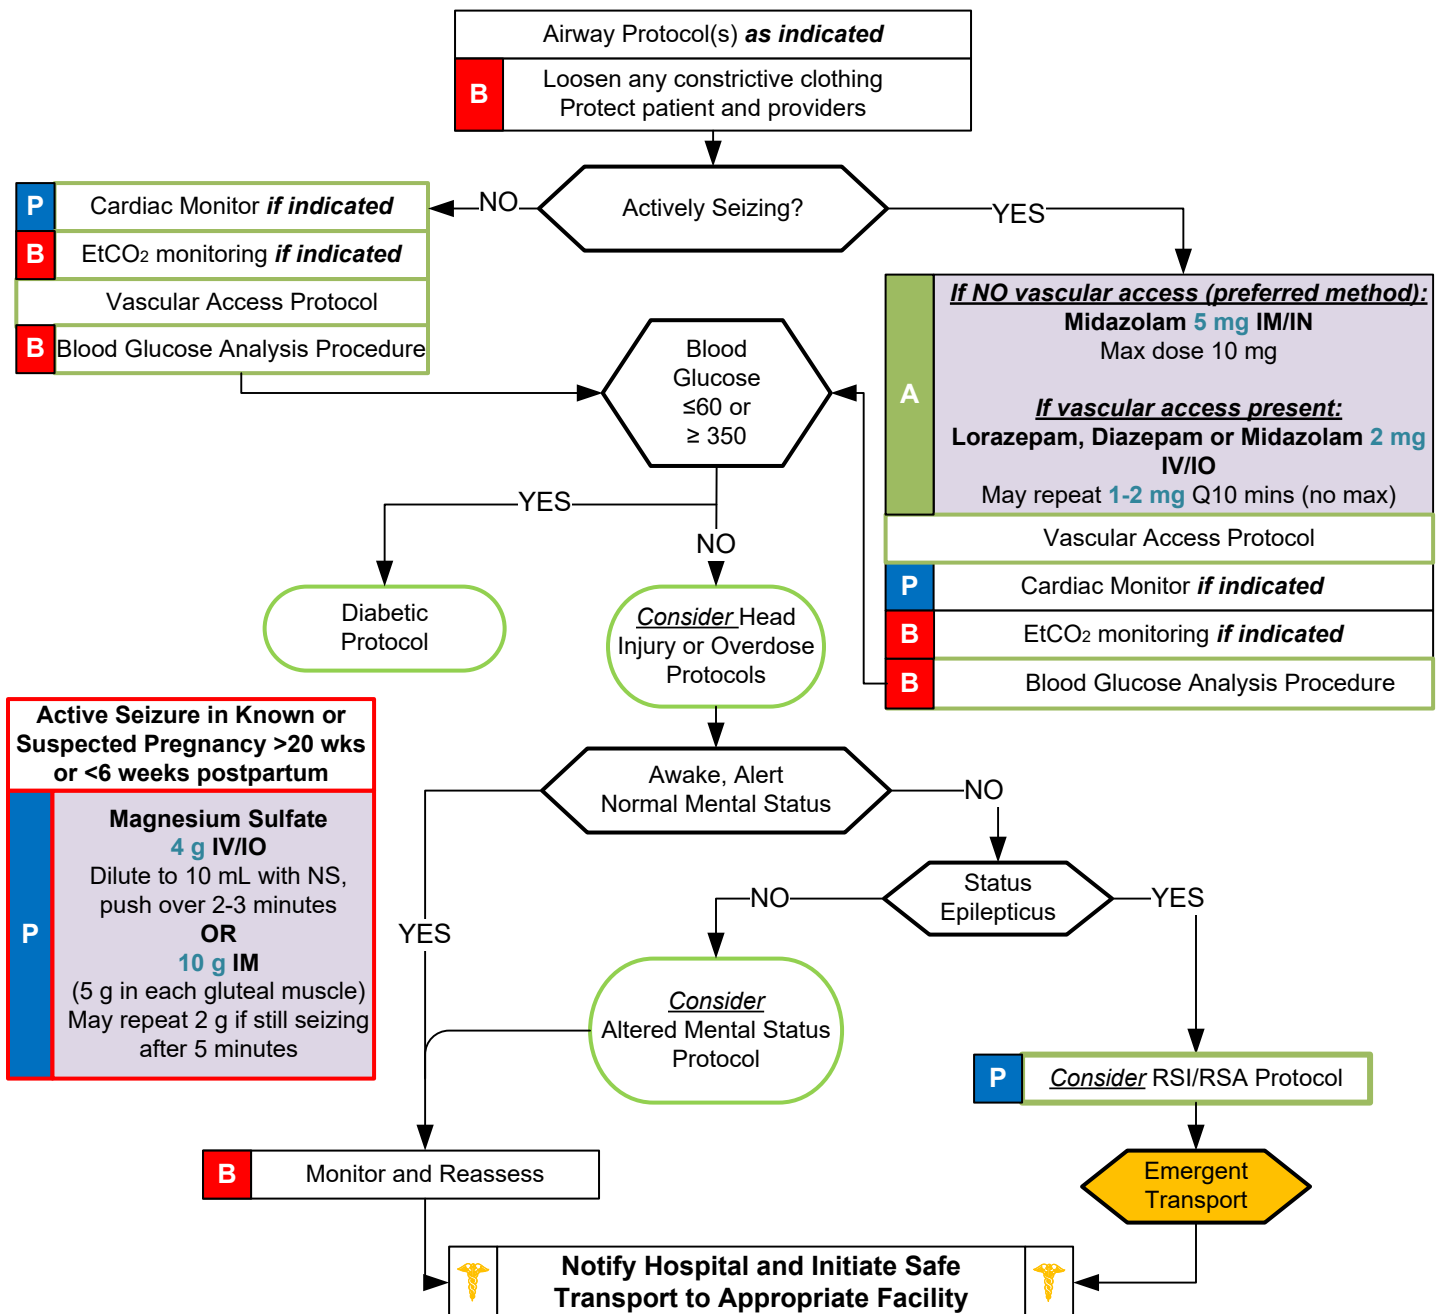 Airway Protocol(s) as indicated
B
Loosen any constrictive clothing
Protect patient and providers
Actively Seizing?
NO
YES
P
Cardiac Monitor if indicated
B
EtCO2 monitoring if indicated
Vascular Access Protocol
B
Blood Glucose Analysis Procedure
A
If NO vascular access (preferred method):
Midazolam 5 mg IM/IN
Max dose 10 mg
If vascular access present:
Lorazepam, Diazepam or Midazolam 2 mg
IV/IO
May repeat 1-2 mg Q10 mins (no max)
Vascular Access Protocol
P
Cardiac Monitor if indicated
B
EtCO2 monitoring if indicated
B
Blood Glucose Analysis Procedure
Blood
Glucose
≤60 or
≥ 350
YES
NO
Diabetic
Protocol
Consider Head
Injury or Overdose
Protocols
Active Seizure in Known or
Suspected Pregnancy >20 wks
or <6 weeks postpartum
P
Magnesium Sulfate
4 g IV/IO
Dilute to 10 mL with NS,
push over 2-3 minutes
OR
10 g IM
(5 g in each gluteal muscle)
May repeat 2 g if still seizing
after 5 minutes
Awake, Alert
Normal Mental Status
NO
YES
Status
Epilepticus
NO
YES
Consider
Altered Mental Status
Protocol
P
Consider RSI/RSA Protocol
B
Monitor and Reassess
Emergent
Transport
Notify Hospital and Initiate Safe
Transport to Appropriate Facility